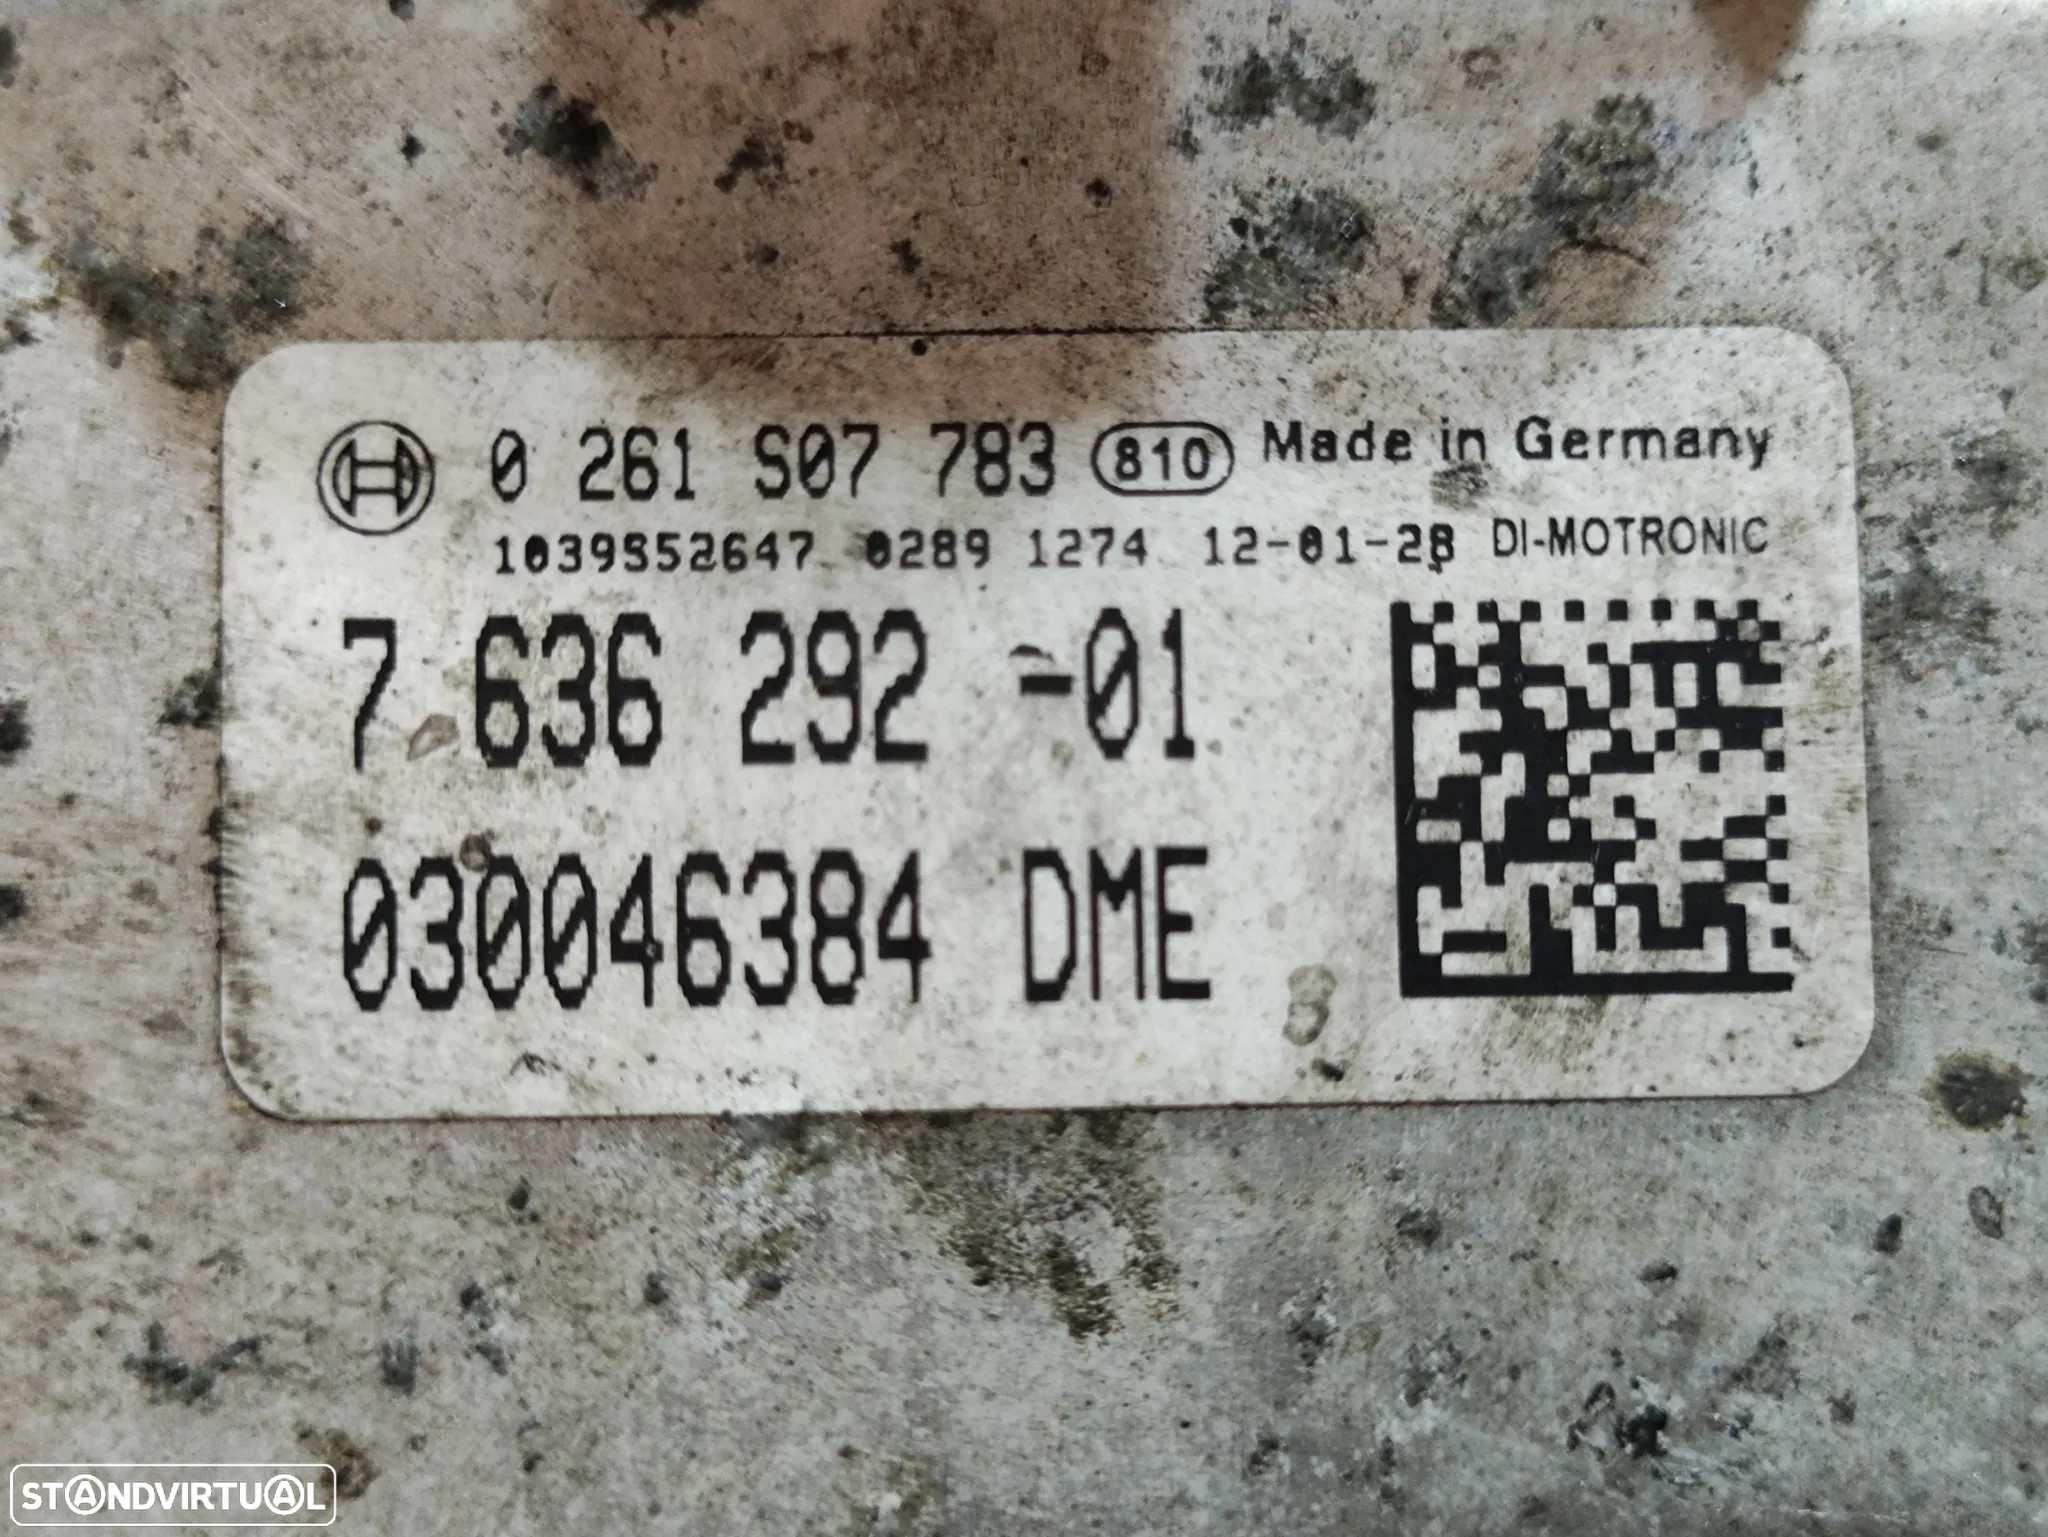 0 261 S07 783 810 Made in Germany
1039S52647 0289 1274 12-01-28 DI-MOTRONIC
7 636 292 -01
030046384 DME
STANDVIRTUAL